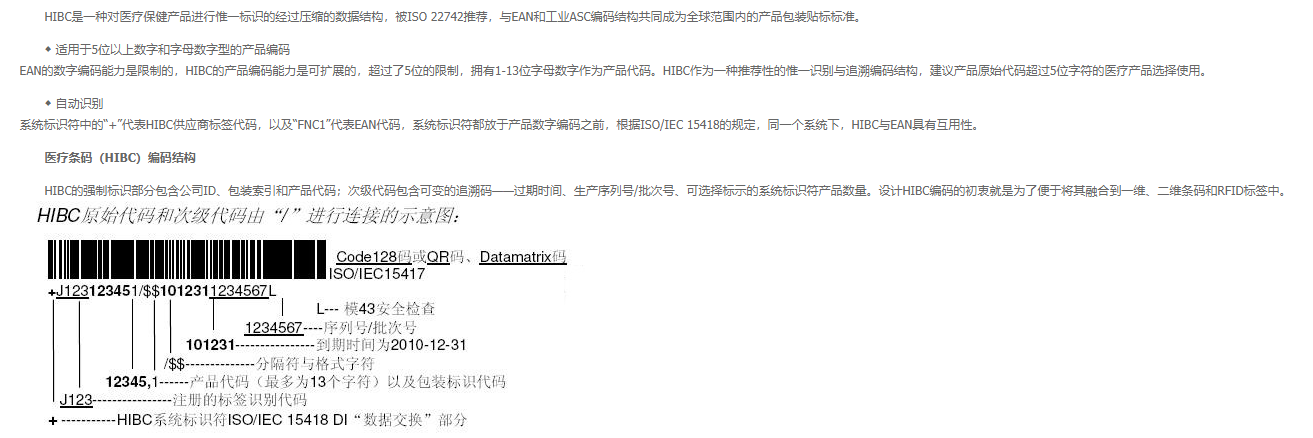 HIBC是一种对医疗保健产品进行惟一标识的经过压缩的数据结构，被ISO 22742推荐，与EAN和工业ASC编码结构共同成为全球范围内的产品包装贴标标准。
◆ 适用于5位以上数字和字母数字型的产品编码
EAN的数字编码能力是限制的，HIBC的产品编码能力是可扩展的，超过了5位的限制，拥有1-13位字母数字作为产品代码。HIBC作为一种推荐性的惟一识别与追溯编码结构，建议产品原始代码超过5位字符的医疗产品选择使用。
◆ 自动识别
系统标识符中的“+”代表HIBC供应商标签代码，以及“FNC1”代表EAN代码，系统标识符都放于产品数字编码之前，根据ISO/IEC 15418的规定，同一个系统下，HIBC与EAN具有互用性。
医疗条码（HIBC）编码结构
HIBC的强制标识部分包含公司ID、包装索引和产品代码；次级代码包含可变的追溯码——过期时间、生产序列号/批次号、可选择标示的系统标识符产品数量。设计HIBC编码的初衷就是为了便于将其融合到一维、二维条码和RFID标签中。
HIBC原始代码和次级代码由“/”进行连接的示意图：
Code128码或QR码、Datamatrix码
ISO/IEC15417
+J123123451/$$1012311234567L
L--- 模43安全检查
1234567----序列号/批次号
101231----------------到期时间为2010-12-31
/$$--------------分隔符与格式字符
12345,1------产品代码（最多为13个字符）以及包装标识代码
J123----------------注册的标签识别代码
+ -----------HIBC系统标识符ISO/IEC 15418 DI“数据交换”部分